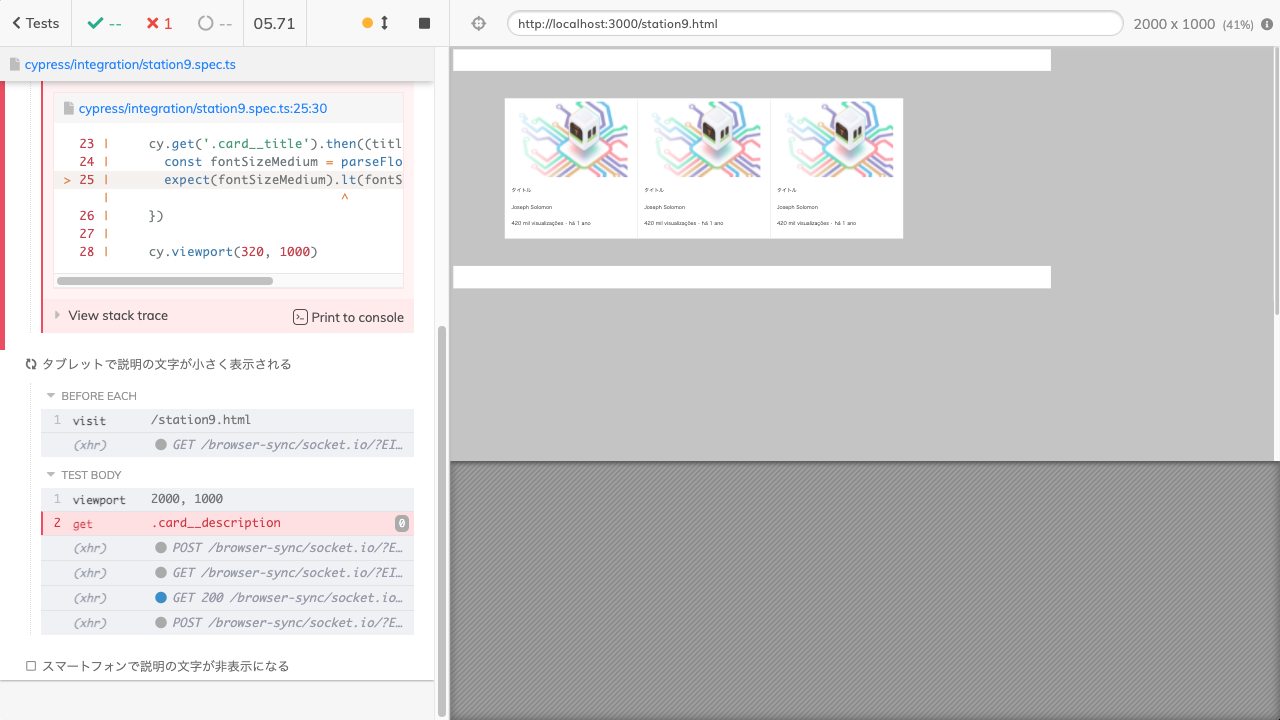 Tests
--
1
--
05.71
http://localhost:3000/station9.html
2000 x 1000 (41%)
cypress/integration/station9.spec.ts
cypress/integration/station9.spec.ts:25:30
23 | cy.get('.card__title').then((titl
24 | const fontSizeMedium = parseFlo
> 25 | expect(fontSizeMedium).lt(fontS
| ^
26 | })
27 |
28 | cy.viewport(320, 1000)
View stack trace
Print to console
タブレットで説明の文字が小さく表示される
BEFORE EACH
1 visit /station9.html
(xhr) GET /browser-sync/socket.io/?EI…
TEST BODY
1 viewport 2000, 1000
2 get .card__description 0
(xhr) POST /browser-sync/socket.io/?E…
(xhr) GET /browser-sync/socket.io/?EI…
(xhr) GET 200 /browser-sync/socket.io…
(xhr) POST /browser-sync/socket.io/?E…
スマートフォンで説明の文字が非表示になる
タイトル
Joseph Solomon
420 mil visualizações - há 1 ano
タイトル
Joseph Solomon
420 mil visualizações - há 1 ano
タイトル
Joseph Solomon
420 mil visualizações - há 1 ano